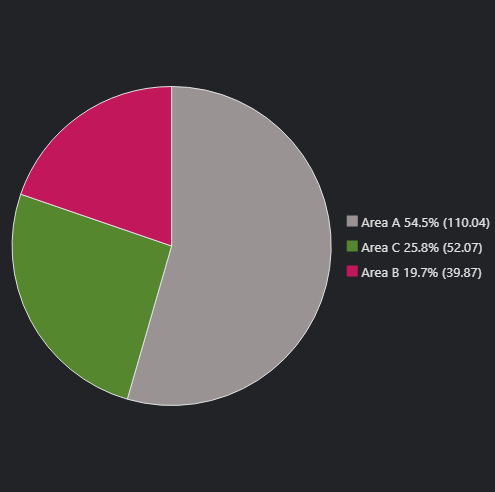 Area A 54.5% (110.04)
Area C 25.8% (52.07)
Area B 19.7% (39.87)